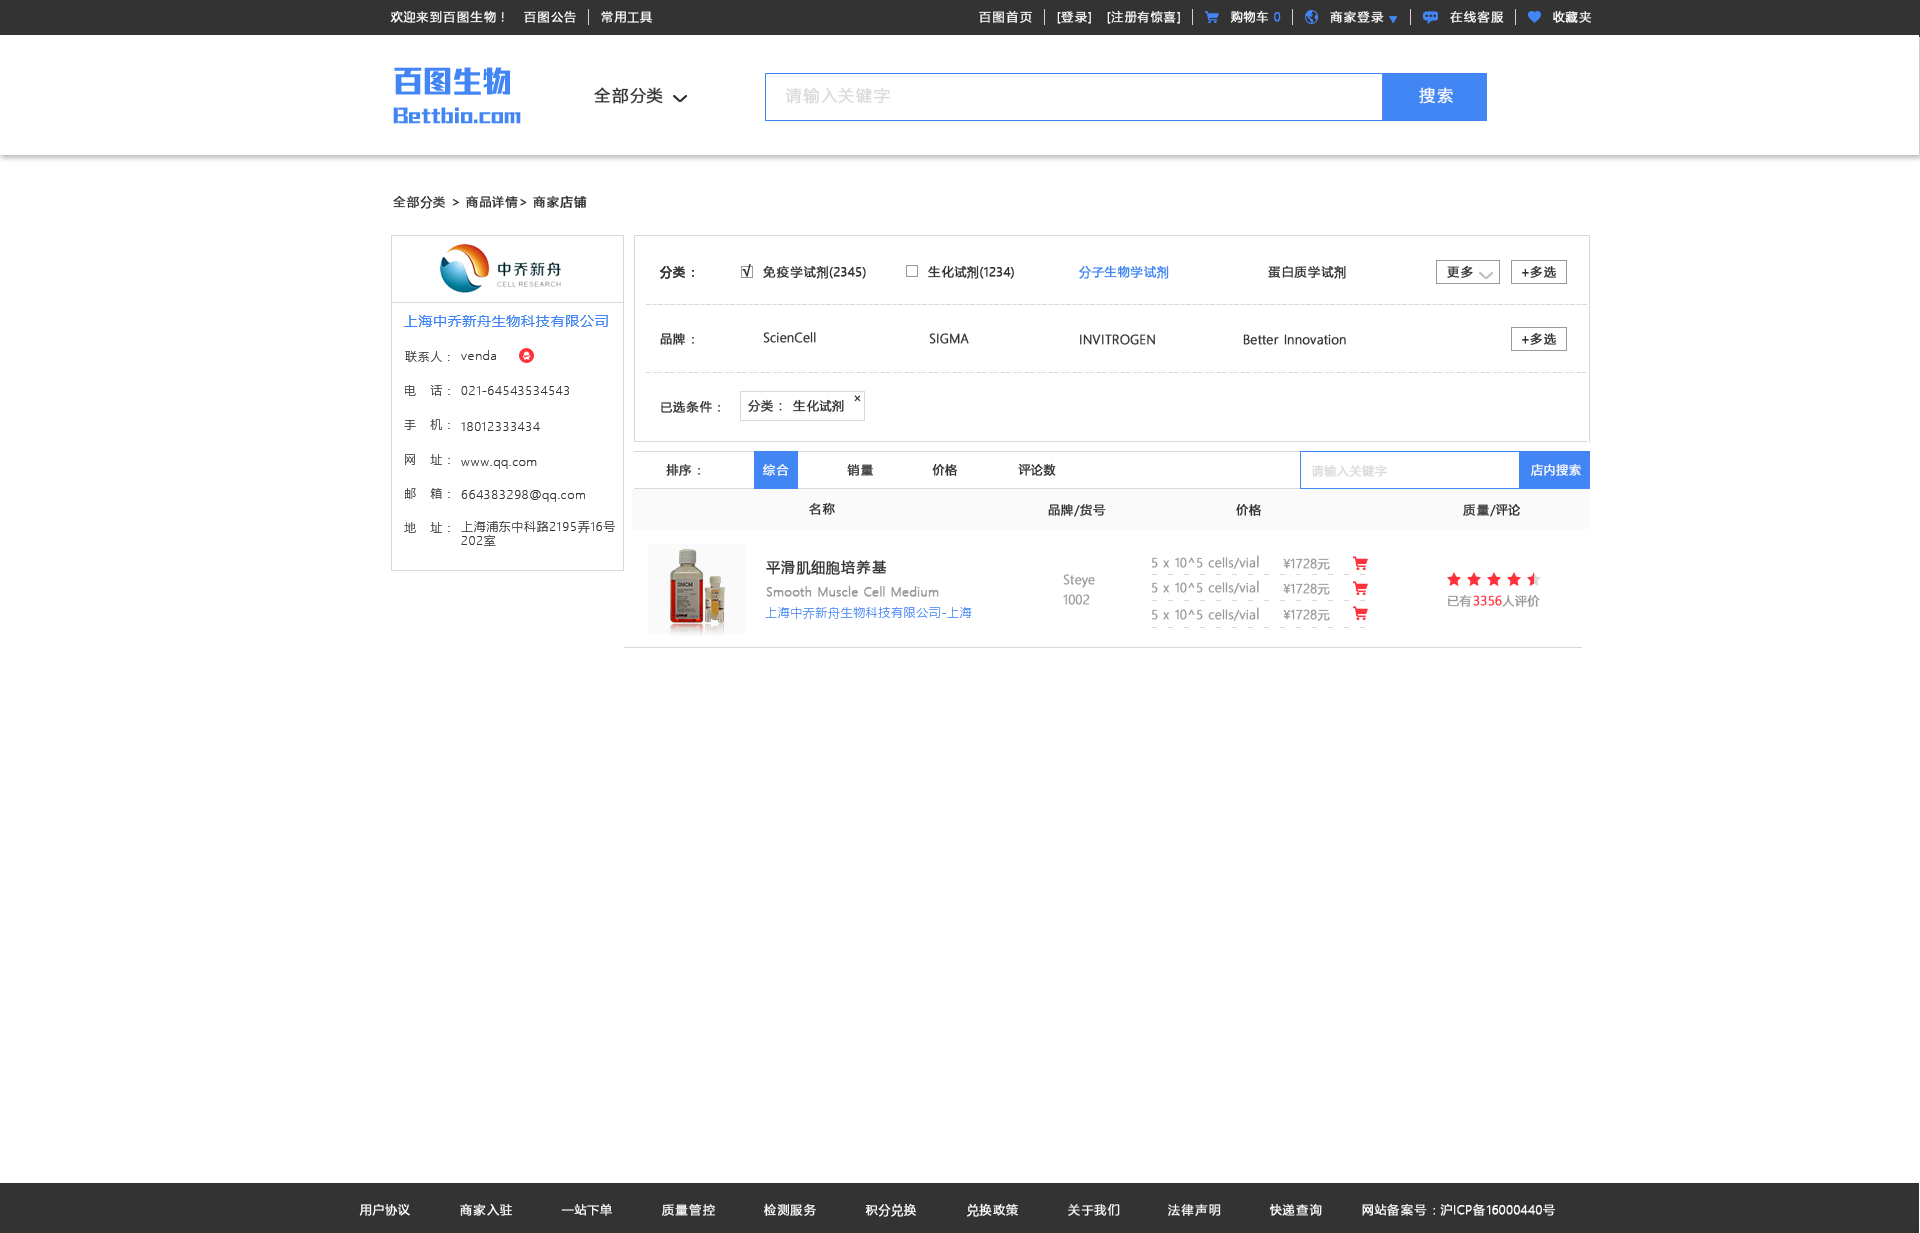 欢迎来到百图生物！ 百图公告 常用工具 百图首页 [登录] [注册有惊喜] 购物车 0 商家登录 在线客服 收藏夹
百图生物
Bettbio.com
全部分类
请输入关键字
搜索
全部分类 > 商品详情> 商家店铺
中乔新舟
CELL RESEARCH
上海中乔新舟生物科技有限公司
联系人： venda
电 话： 021-64543534543
手 机： 18012333434
网 址： www.qq.com
邮 箱： 664383298@qq.com
地 址： 上海浦东中科路2195弄16号
202室
分类： 免疫学试剂(2345) 生化试剂(1234) 分子生物学试剂 蛋白质学试剂 更多 +多选
品牌： ScienCell SIGMA INVITROGEN Better Innovation +多选
已选条件： 分类： 生化试剂 ×
排序： 综合 销量 价格 评论数 请输入关键字 店内搜索
名称 品牌/货号 价格 质量/评论
平滑肌细胞培养基
Smooth Muscle Cell Medium
上海中乔新舟生物科技有限公司-上海
Steye
1002
5 x 10^5 cells/vial ¥1728元
5 x 10^5 cells/vial ¥1728元
5 x 10^5 cells/vial ¥1728元
已有3356人评价
用户协议 商家入驻 一站下单 质量管控 检测服务 积分兑换 兑换政策 关于我们 法律声明 快递查询 网站备案号：沪ICP备16000440号